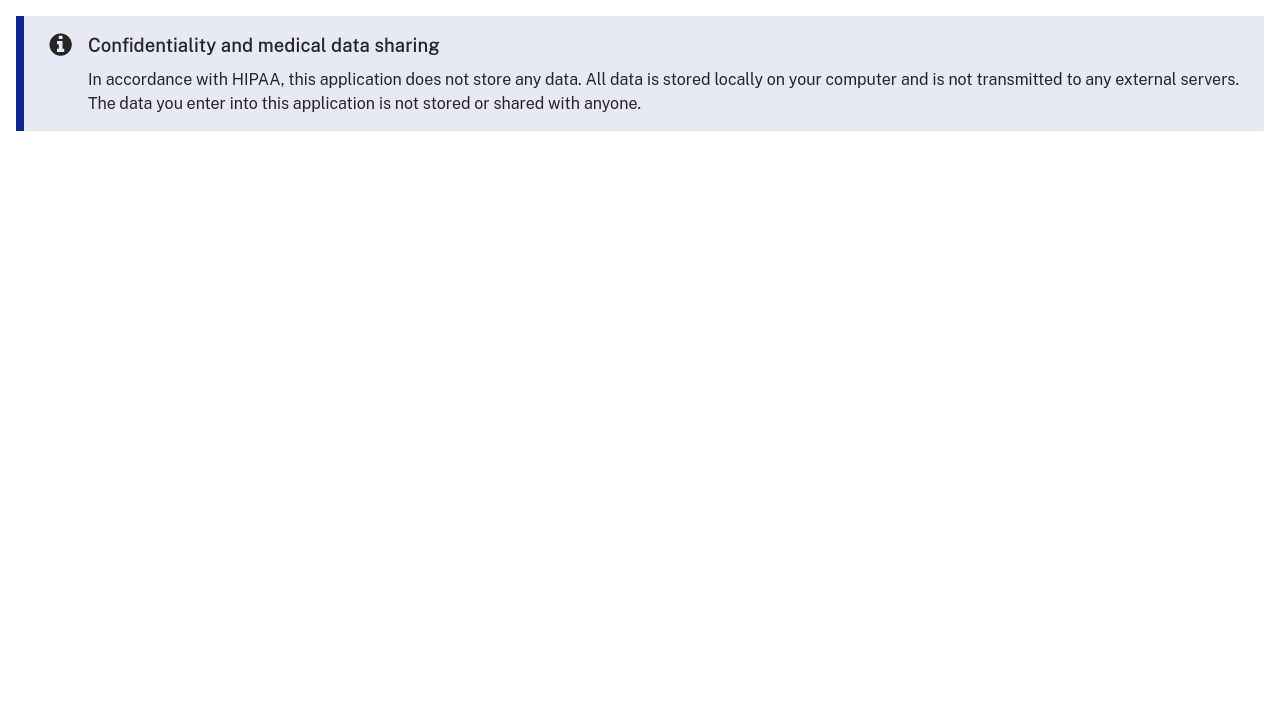 Confidentiality and medical data sharing
In accordance with HIPAA, this application does not store any data. All data is stored locally on your computer and is not transmitted to any external servers.
The data you enter into this application is not stored or shared with anyone.